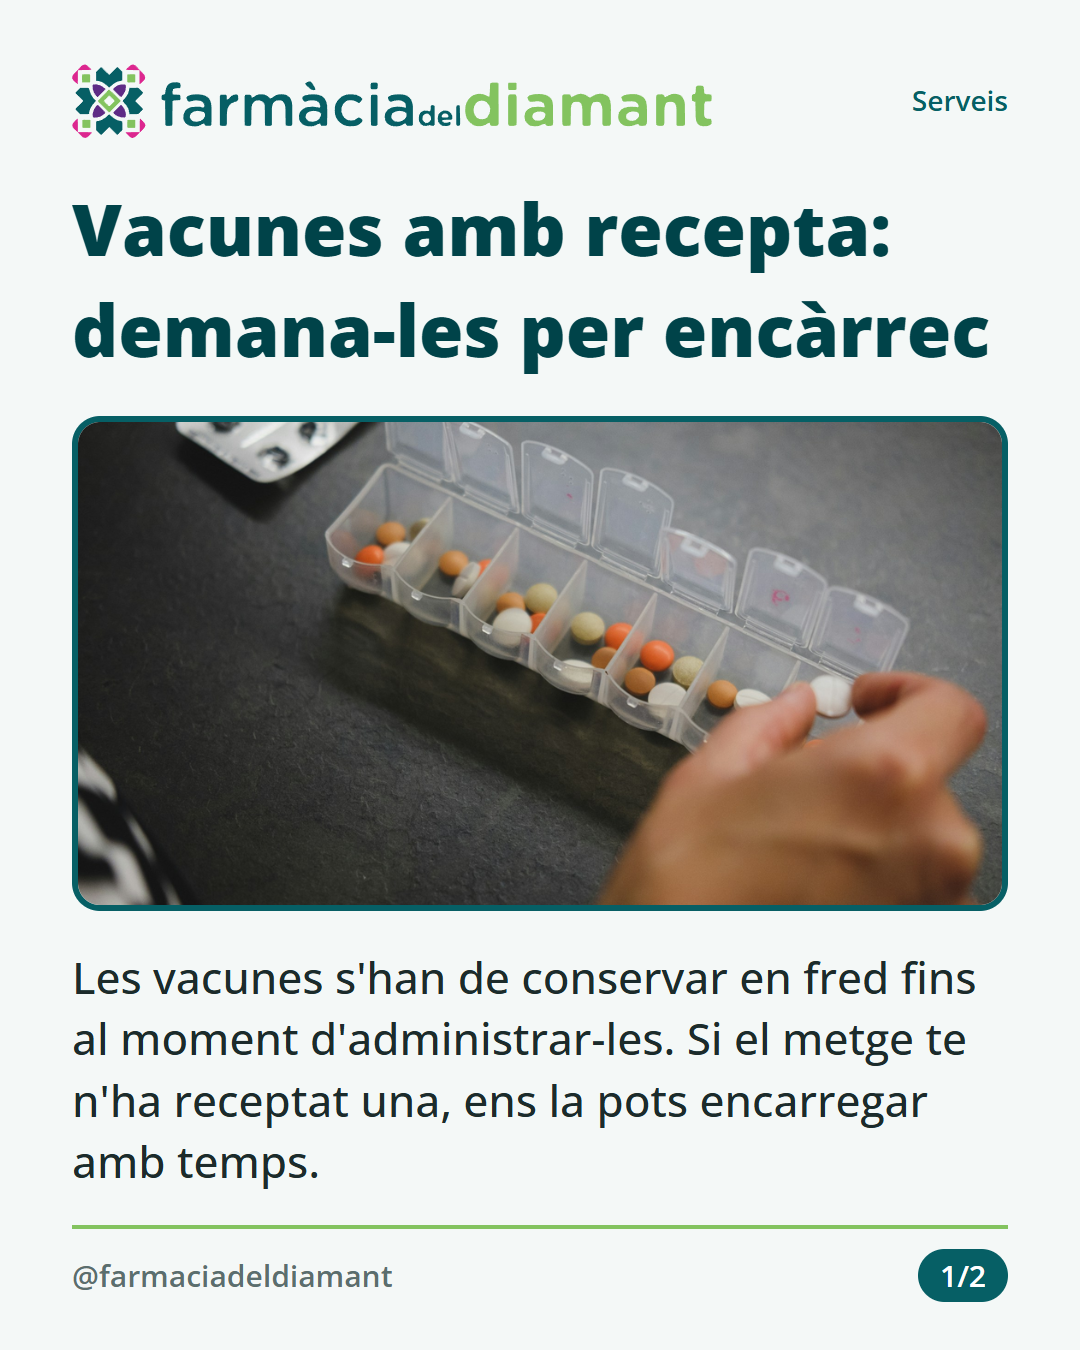 farmàciadeldiamant
Serveis
Vacunes amb recepta:
demana-les per encàrrec
Les vacunes s'han de conservar en fred fins
al moment d'administrar-les. Si el metge te
n'ha receptat una, ens la pots encarregar
amb temps.
@farmaciadeldiamant
1/2